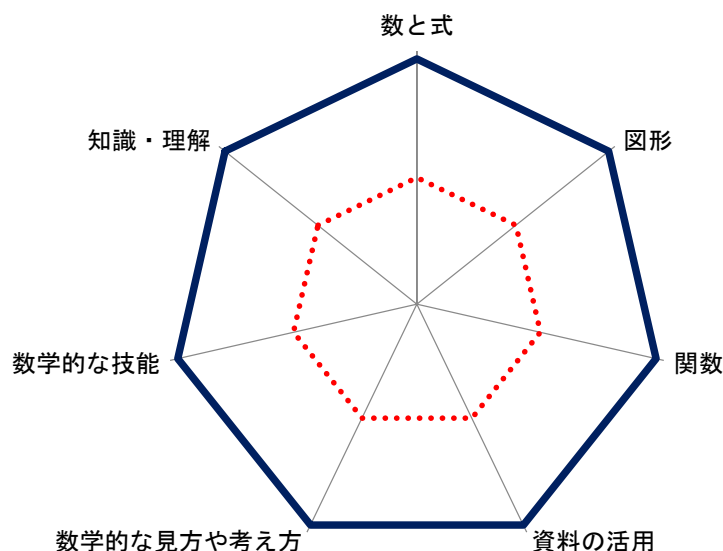 数と式
知識・理解
図形
数学的な技能
関数
数学的な見方や考え方
資料の活用